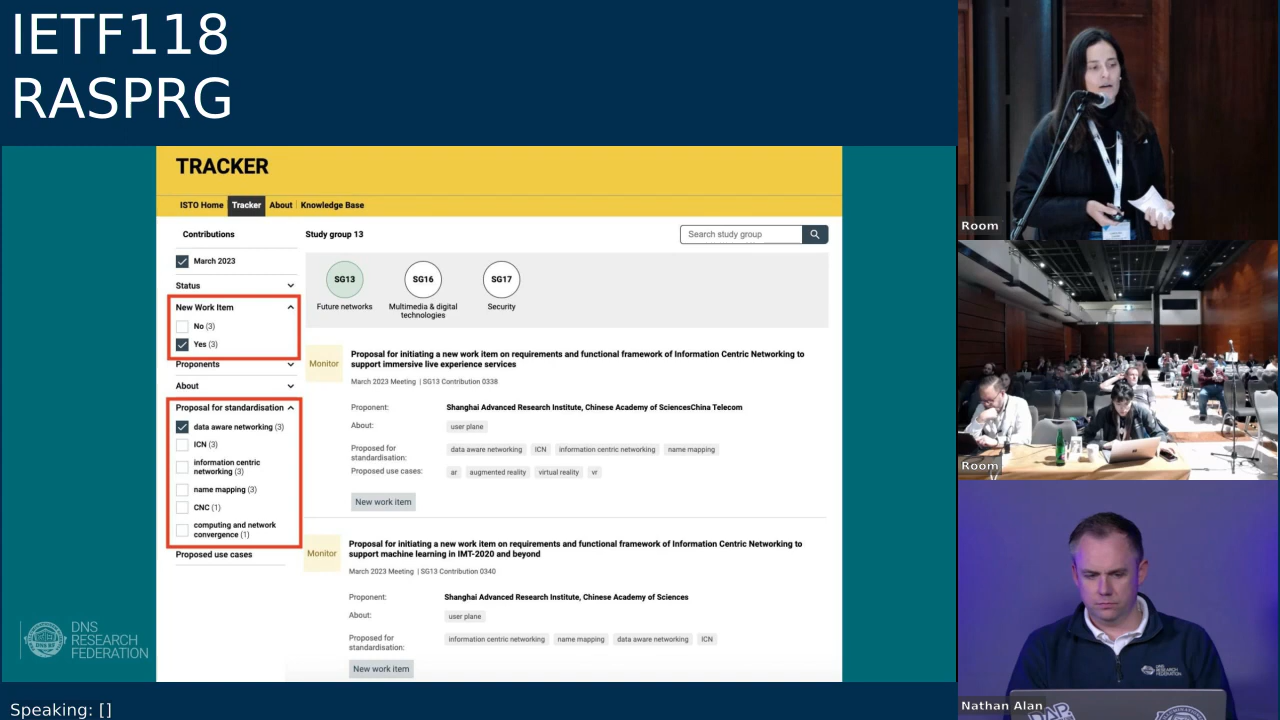 IETF118
RASPRG
TRACKER
ISTO Home Tracker About Knowledge Base
Contributions
March 2023
Status
New Work Item
No (3)
Yes (3)
Proponents
About
Proposal for standardisation
data aware networking (3)
ICN (3)
information centric
networking (3)
name mapping (3)
CNC (1)
computing and network
convergence (1)
Proposed use cases
Study group 13
Search study group
SG13
Future networks
SG16
Multimedia & digital
technologies
SG17
Security
Monitor
Proposal for initiating a new work item on requirements and functional framework of Information Centric Networking to
support immersive live experience services
March 2023 Meeting | SG13 Contribution 0338
Proponent: Shanghai Advanced Research Institute, Chinese Academy of SciencesChina Telecom
About: user plane
Proposed for
standardisation:
data aware networking ICN information centric networking name mapping
Proposed use cases: ar augmented reality virtual reality vr
New work item
Monitor
Proposal for initiating a new work item on requirements and functional framework of Information Centric Networking to
support machine learning in IMT-2020 and beyond
March 2023 Meeting | SG13 Contribution 0340
Proponent: Shanghai Advanced Research Institute, Chinese Academy of Sciences
About: user plane
Proposed for
standardisation:
information centric networking name mapping data aware networking ICN
New work item
DNS
RESEARCH
FEDERATION
Speaking: []
Room
Room
DNS
RESEARCH
FEDERATION
Nathan Alan